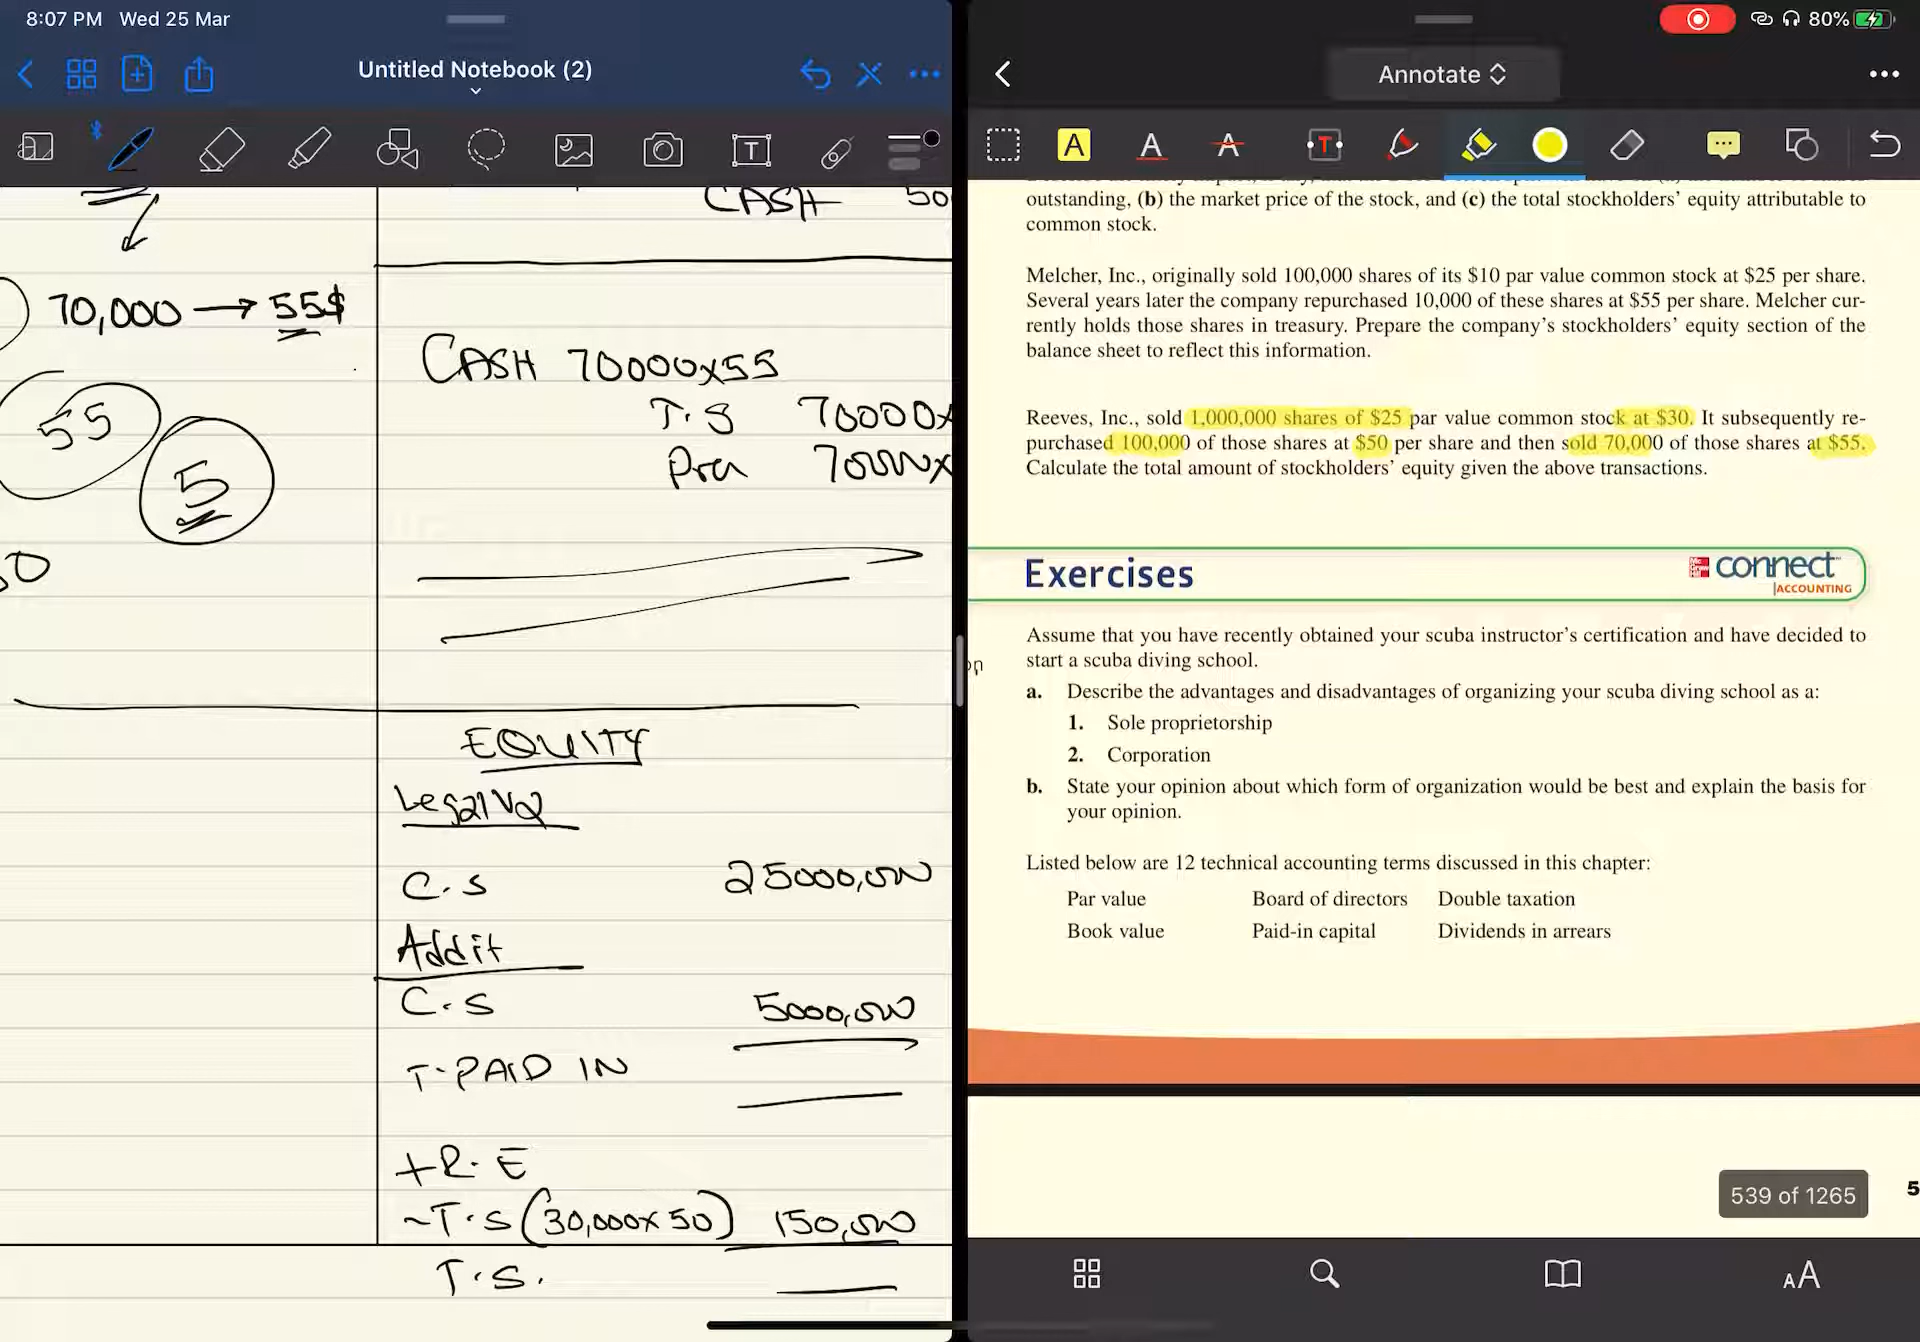 8:07 PM Wed 25 Mar
Untitled Notebook (2)
CASH 50
70,000 → 55$
CASH 70000x55
T.S 70000x
55
5
EQUITY
C.S
Addit
C.S
T.PAID IN
+R.E
-T.S (30,000x50)
T.S.
80%
Annotate
outstanding, (b) the market price of the stock, and (c) the total stockholders' equity attributable to
common stock.
Melcher, Inc., originally sold 100,000 shares of its $10 par value common stock at $25 per share.
Several years later the company repurchased 10,000 of these shares at $55 per share. Melcher cur-
rently holds those shares in treasury. Prepare the company's stockholders' equity section of the
balance sheet to reflect this information.
Reeves, Inc., sold 1,000,000 shares of $25 par value common stock at $30. It subsequently re-
purchased 100,000 of those shares at $50 per share and then sold 70,000 of those shares at $55.
Calculate the total amount of stockholders' equity given the above transactions.
Exercises
connect
ACCOUNTING
Assume that you have recently obtained your scuba instructor's certification and have decided to
start a scuba diving school.
a. Describe the advantages and disadvantages of organizing your scuba diving school as a:
1. Sole proprietorship
2. Corporation
b. State your opinion about which form of organization would be best and explain the basis for
your opinion.
Listed below are 12 technical accounting terms discussed in this chapter:
Par value Board of directors Double taxation
Book value Paid-in capital Dividends in arrears
539 of 1265
5
AA